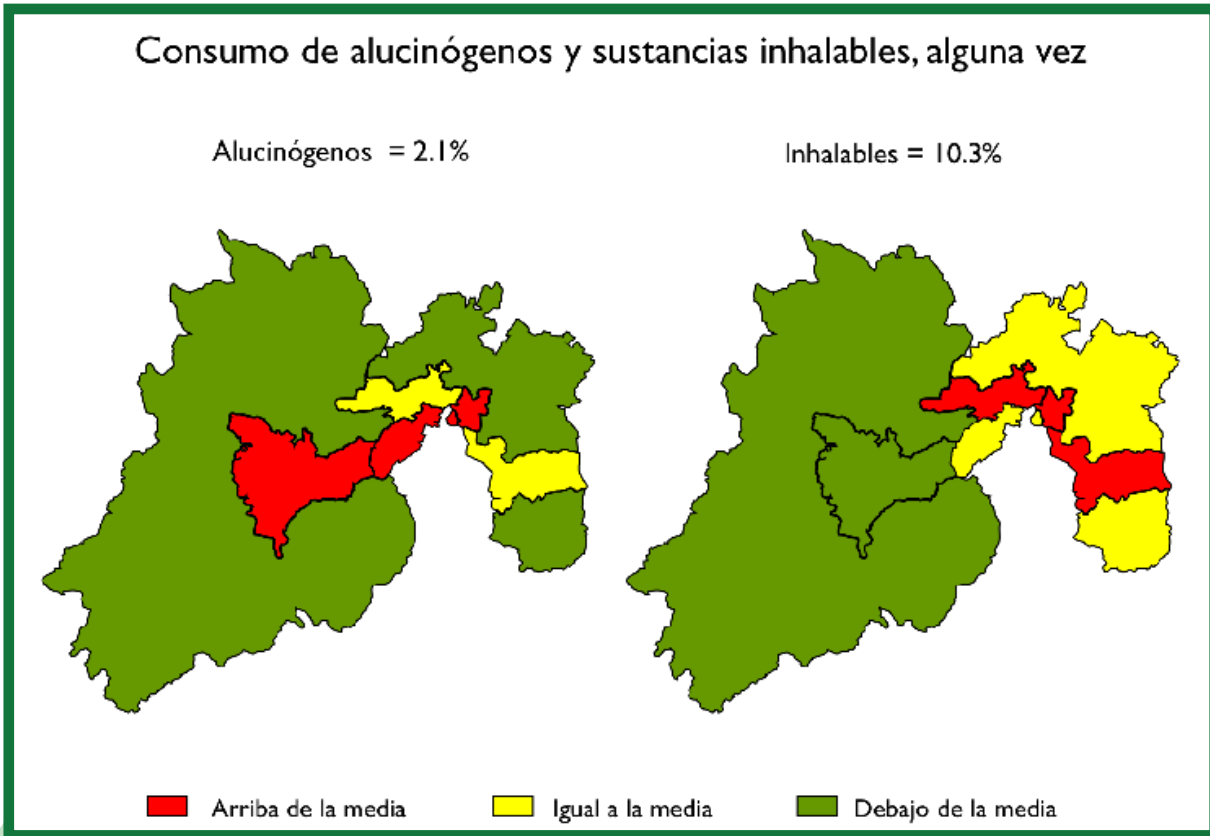 Consumo de alucinógenos y sustancias inhalables, alguna vez
Alucinógenos = 2.1%
Inhalables = 10.3%
Arriba de la media
Igual a la media
Debajo de la media